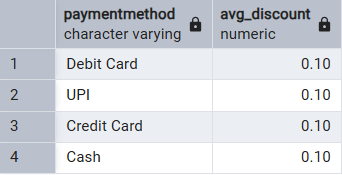 paymentmethod avg_discount
character varying numeric
1 Debit Card 0.10
2 UPI 0.10
3 Credit Card 0.10
4 Cash 0.10